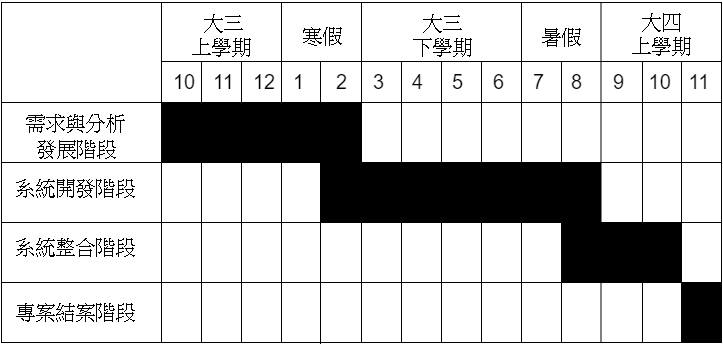 大三
上學期
寒假
大三
下學期
暑假
大四
上學期
10 11 12 1 2 3 4 5 6 7 8 9 10 11
需求與分析
發展階段
系統開發階段
系統整合階段
專案結案階段